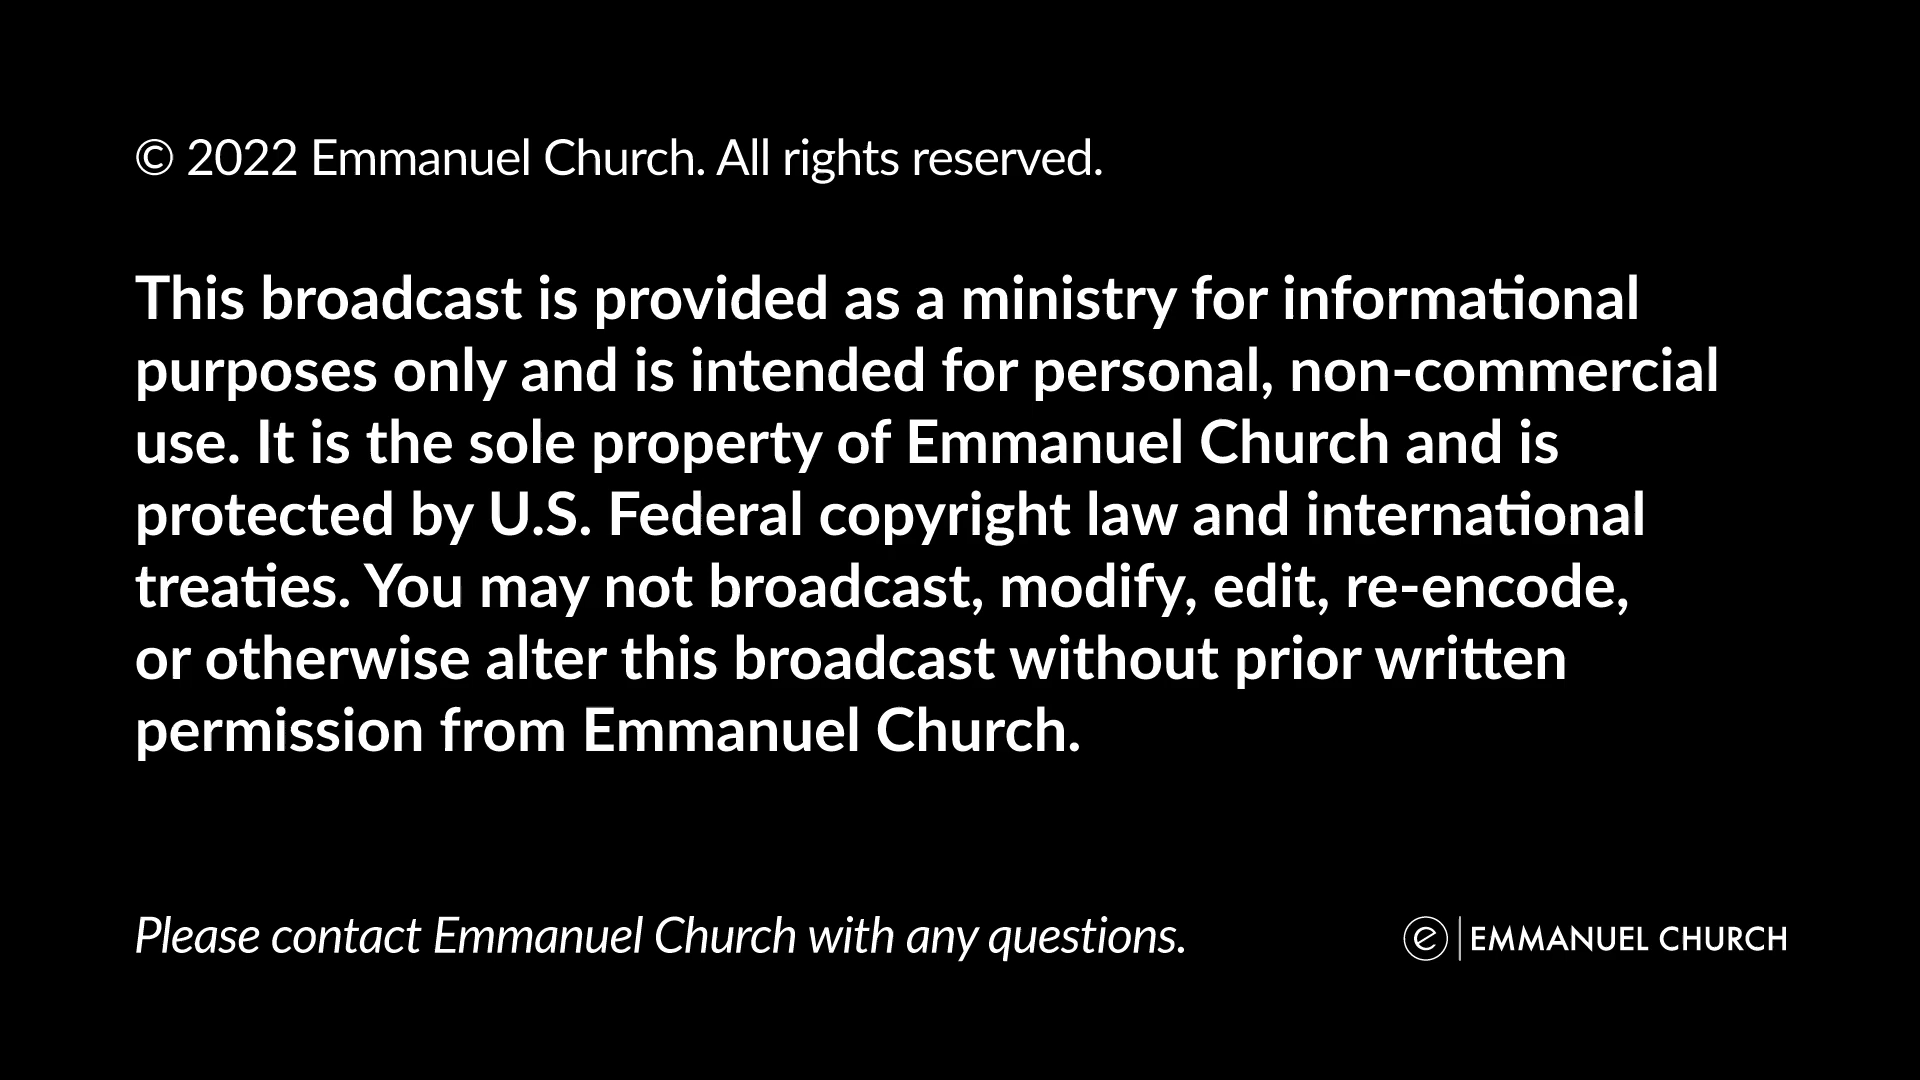 © 2022 Emmanuel Church. All rights reserved.
This broadcast is provided as a ministry for informational
purposes only and is intended for personal, non-commercial
use. It is the sole property of Emmanuel Church and is
protected by U.S. Federal copyright law and international
treaties. You may not broadcast, modify, edit, re-encode,
or otherwise alter this broadcast without prior written
permission from Emmanuel Church.
Please contact Emmanuel Church with any questions.
e EMMANUEL CHURCH